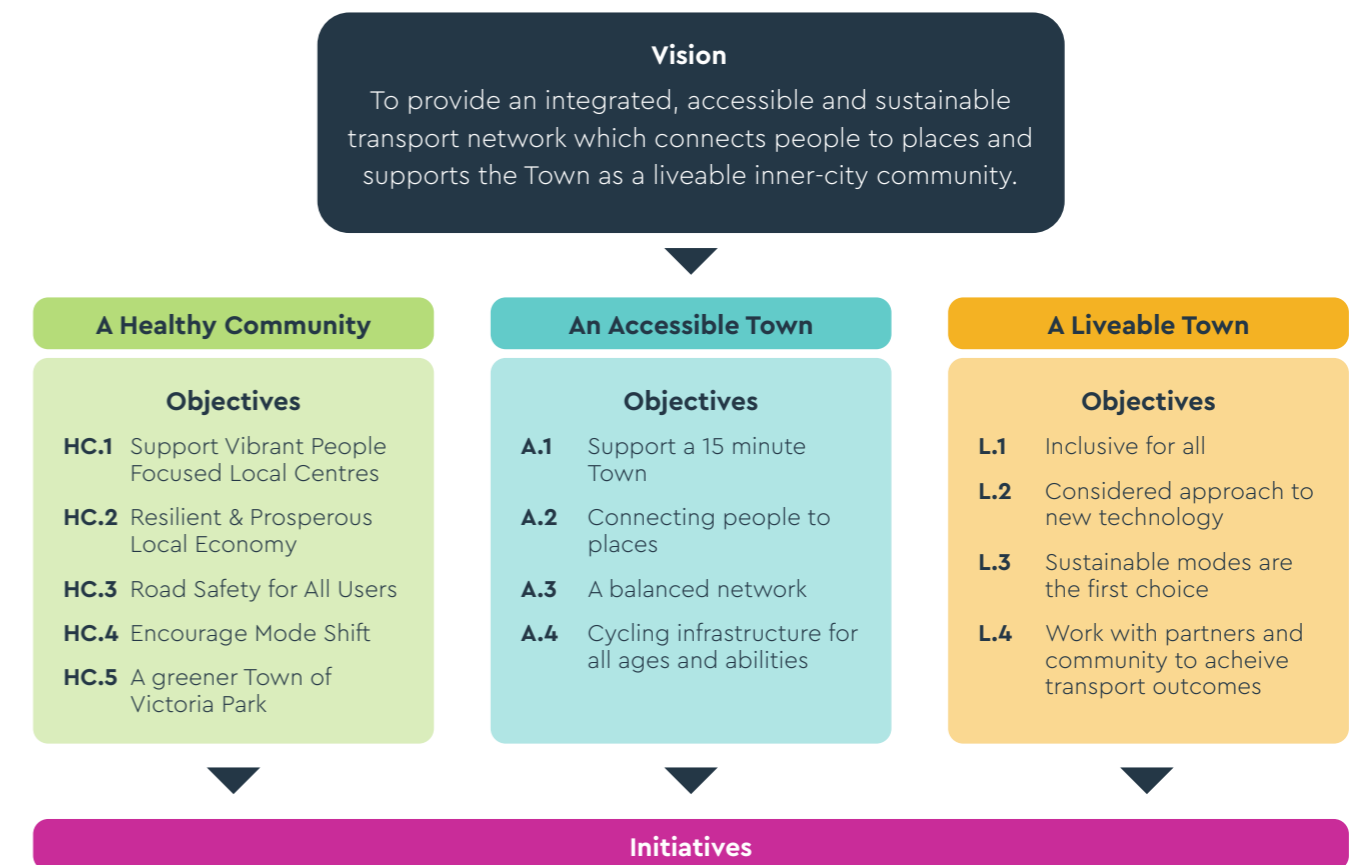 Vision
To provide an integrated, accessible and sustainable
transport network which connects people to places and
supports the Town as a liveable inner-city community.
A Healthy Community
Objectives
HC.1 Support Vibrant People
Focused Local Centres
HC.2 Resilient & Prosperous
Local Economy
HC.3 Road Safety for All Users
HC.4 Encourage Mode Shift
HC.5 A greener Town of
Victoria Park
An Accessible Town
Objectives
A.1 Support a 15 minute
Town
A.2 Connecting people to
places
A.3 A balanced network
A.4 Cycling infrastructure for
all ages and abilities
A Liveable Town
Objectives
L.1 Inclusive for all
L.2 Considered approach to
new technology
L.3 Sustainable modes are
the first choice
L.4 Work with partners and
community to acheive
transport outcomes
Initiatives